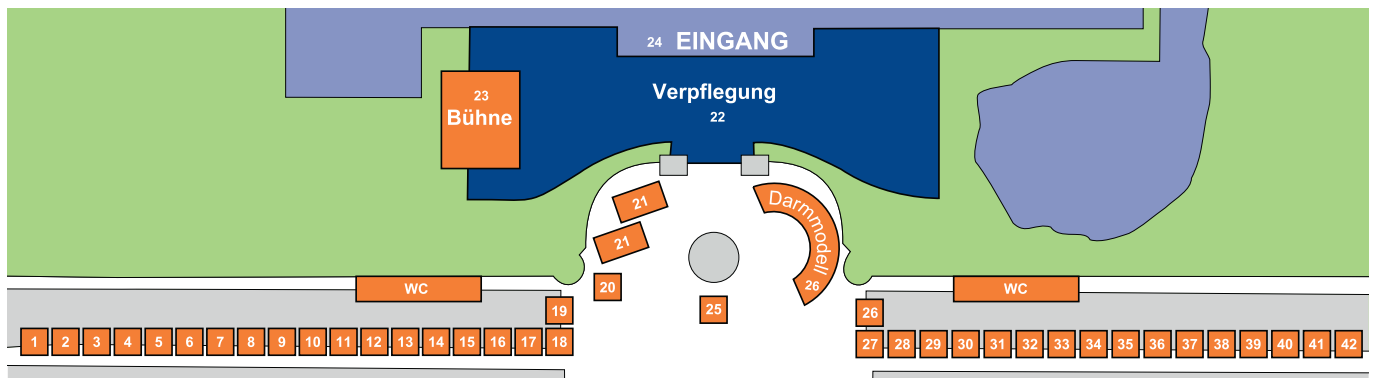 24 EINGANG
23
Bühne
Verpflegung
22
21
21
20
Darmmodell
26
25
WC
WC
19
26
1 2 3 4 5 6 7 8 9 10 11 12 13 14 15 16 17 18
27 28 29 30 31 32 33 34 35 36 37 38 39 40 41 42